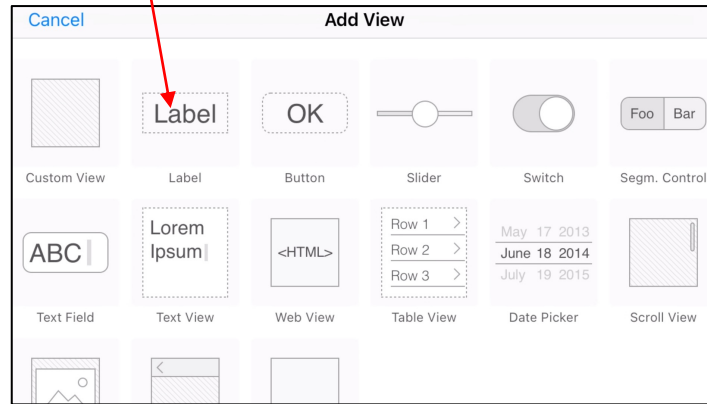 Cancel Add View
Label OK Foo Bar
Custom View Label Button Slider Switch Segm. Control
ABC Lorem Ipsum <HTML> Row 1 Row 2 Row 3 May 17 2013 June 18 2014 July 19 2015
Text Field Text View Web View Table View Date Picker Scroll View